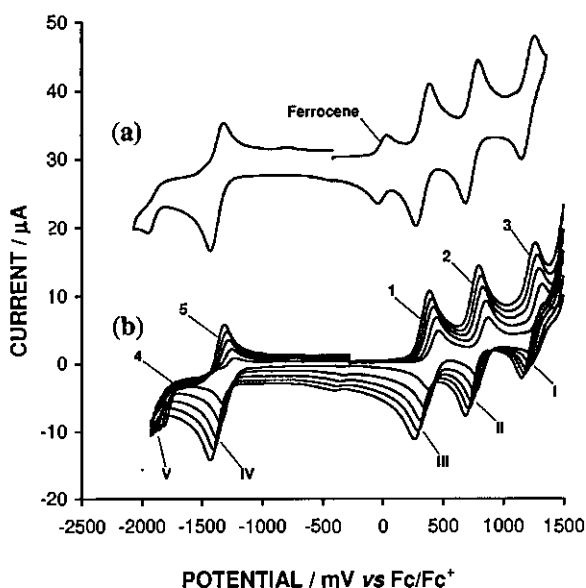 50
40
30
20
10
0
-10
-20
CURRENT / µA
(a)
Ferrocene
(b)
1
2
3
4
5
I
II
III
IV
V
-2500 -2000 -1500 -1000 -500 0 500 1000 1500
POTENTIAL / mV vs Fc/Fc⁺